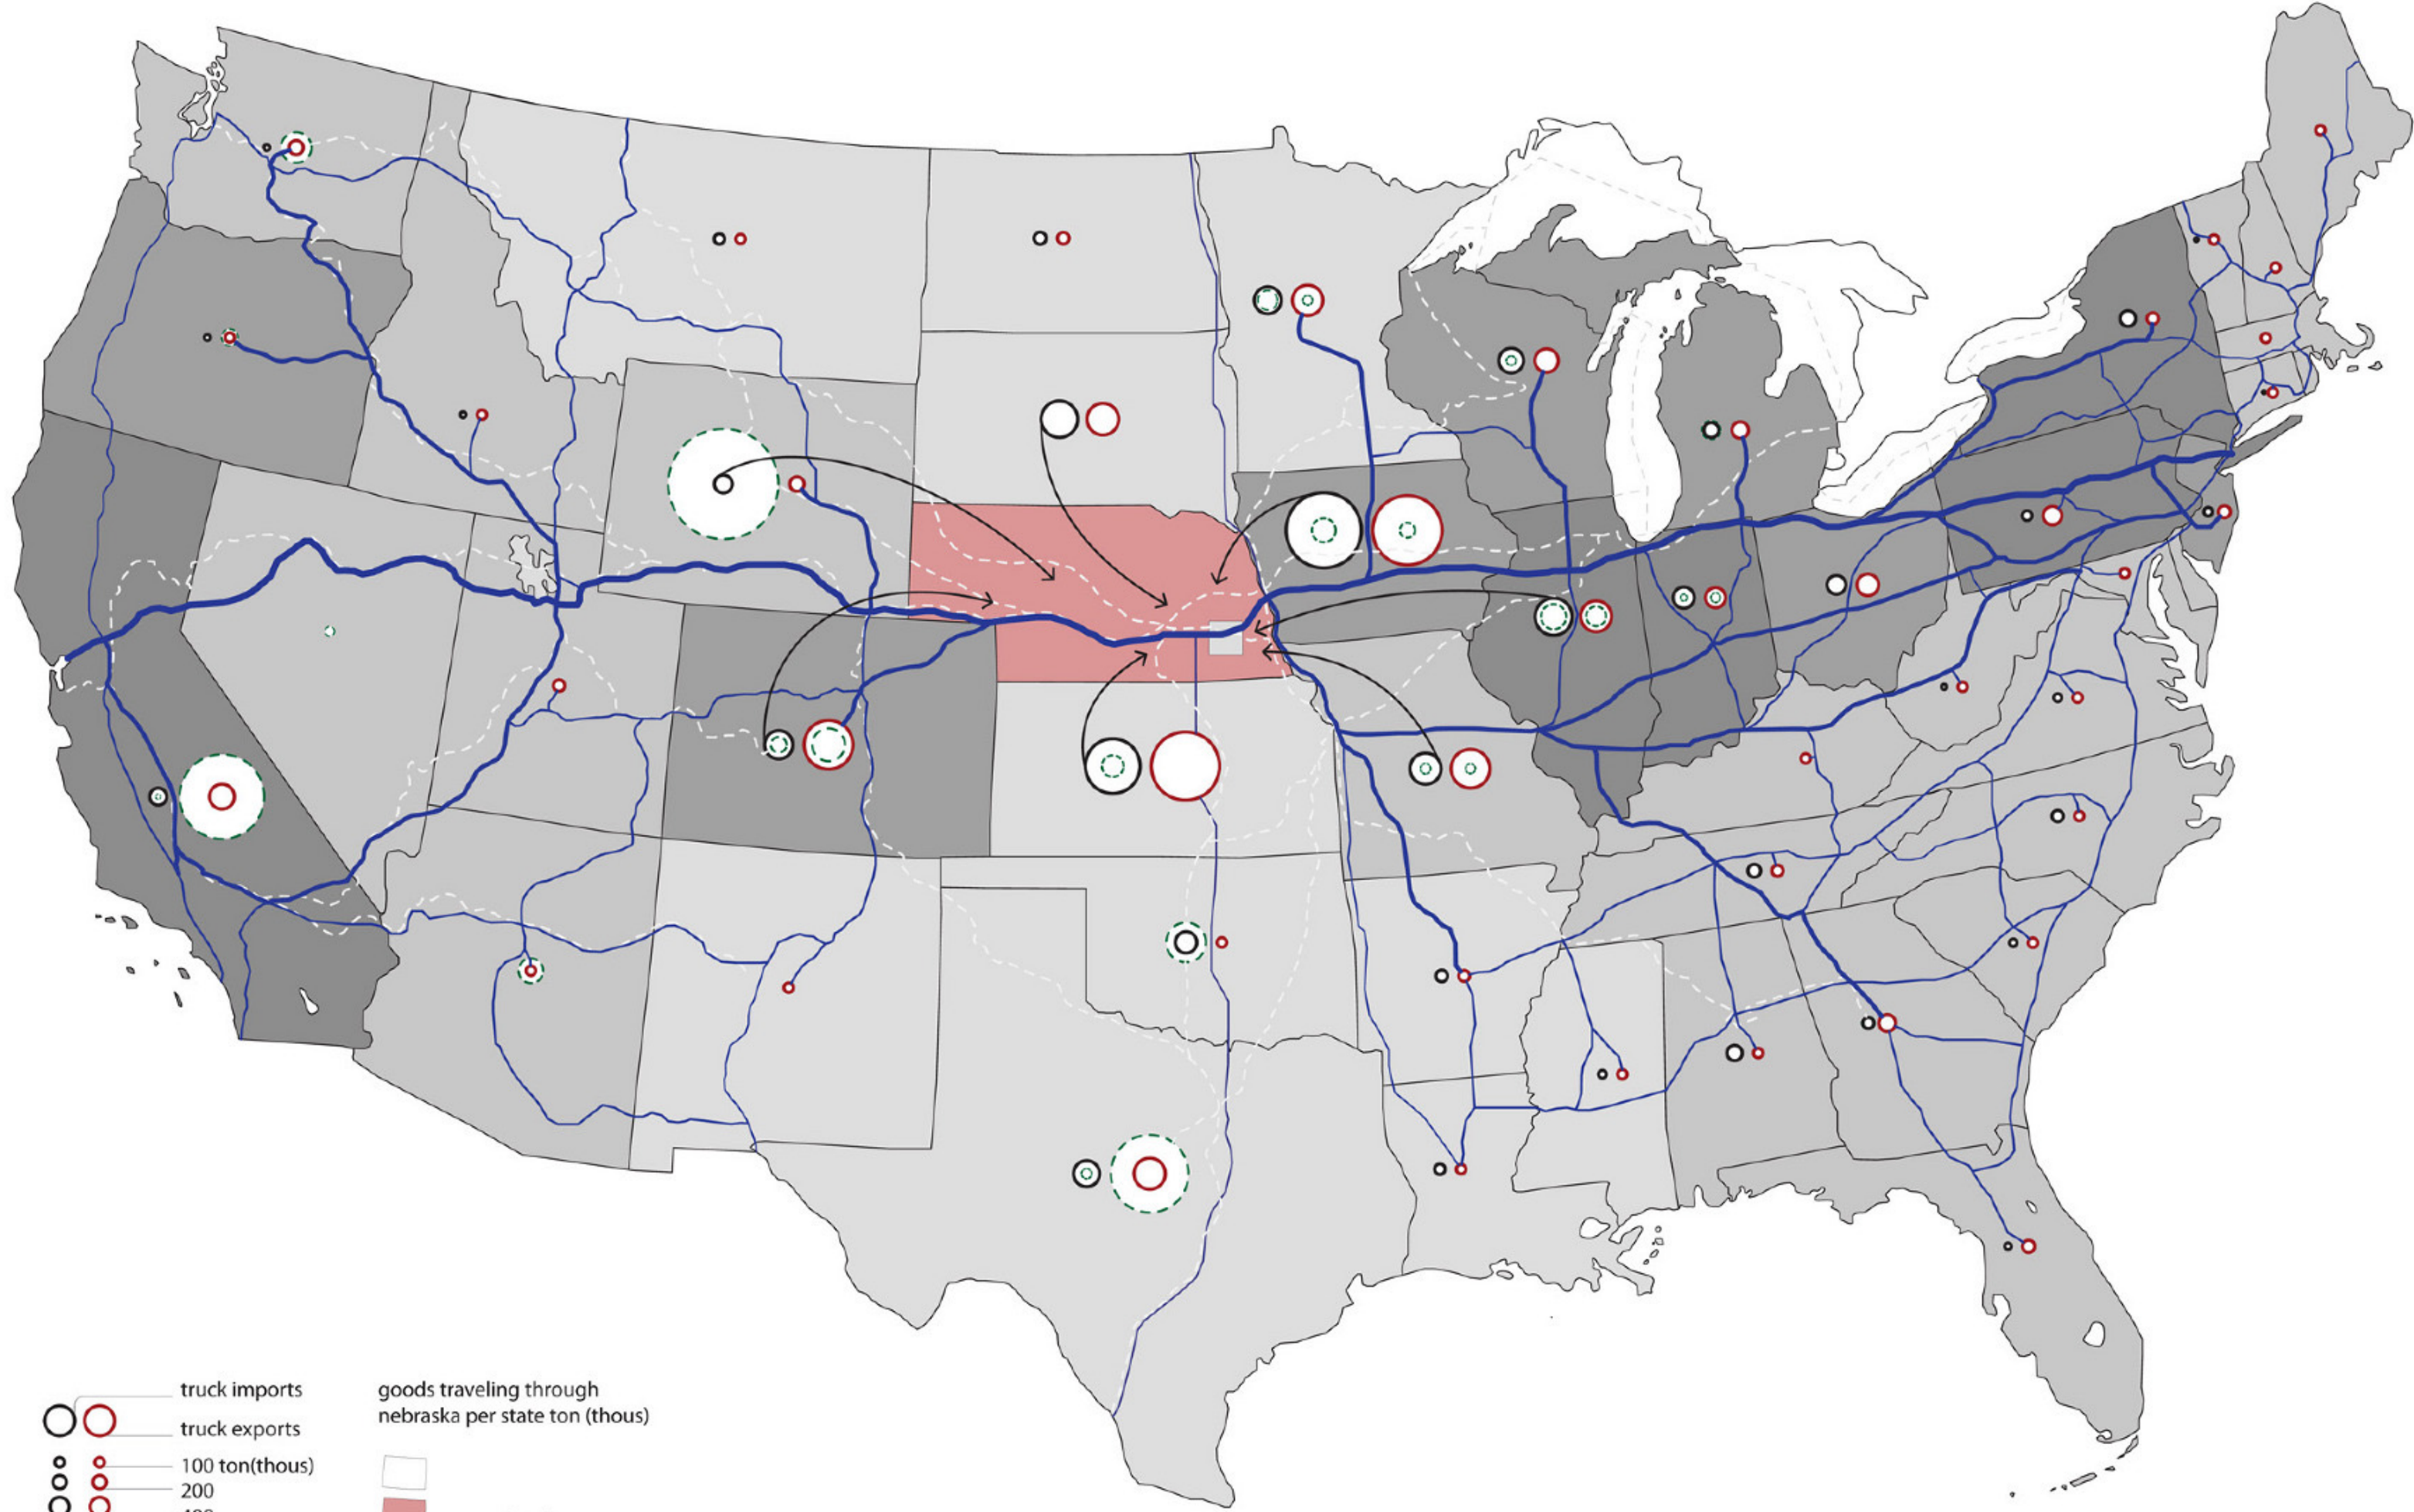 truck imports
truck exports
100 ton(thous)
200
goods traveling through
nebraska per state ton (thous)